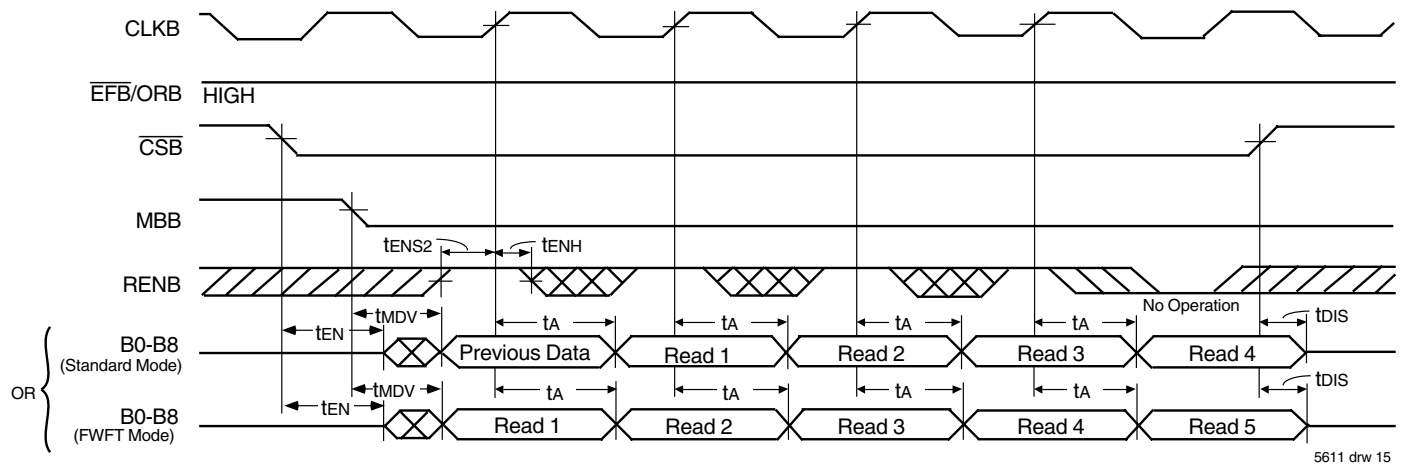 CLKB
EFB/ORB HIGH
CSB
MBB
tENS2 tENH
RENB
No Operation
tMDV
tEN tA tA tA tA tDIS
B0-B8
(Standard Mode)
Previous Data Read 1 Read 2 Read 3 Read 4
OR
tMDV tDIS
tEN tA tA tA tA
B0-B8
(FWFT Mode)
Read 1 Read 2 Read 3 Read 4 Read 5
5611 drw 15